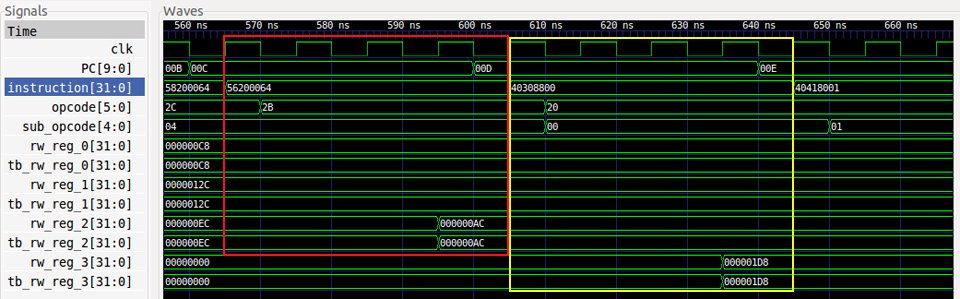 Signals Waves
Time 560 ns 570 ns 580 ns 590 ns 600 ns 610 ns 620 ns 630 ns 640 ns 650 ns 660 ns
clk
PC[9:0] 00B 00C 00D 00E
instruction[31:0] 58200064 56200064 40308800 40418001
opcode[5:0] 2C 2B 20
sub_opcode[4:0] 04 00 01
rw_reg_0[31:0] 000000C8
tb_rw_reg_0[31:0] 000000C8
rw_reg_1[31:0] 0000012C
tb_rw_reg_1[31:0] 0000012C
rw_reg_2[31:0] 000000EC 000000AC
tb_rw_reg_2[31:0] 000000EC 000000AC
rw_reg_3[31:0] 00000000 000001D8
tb_rw_reg_3[31:0] 00000000 000001D8